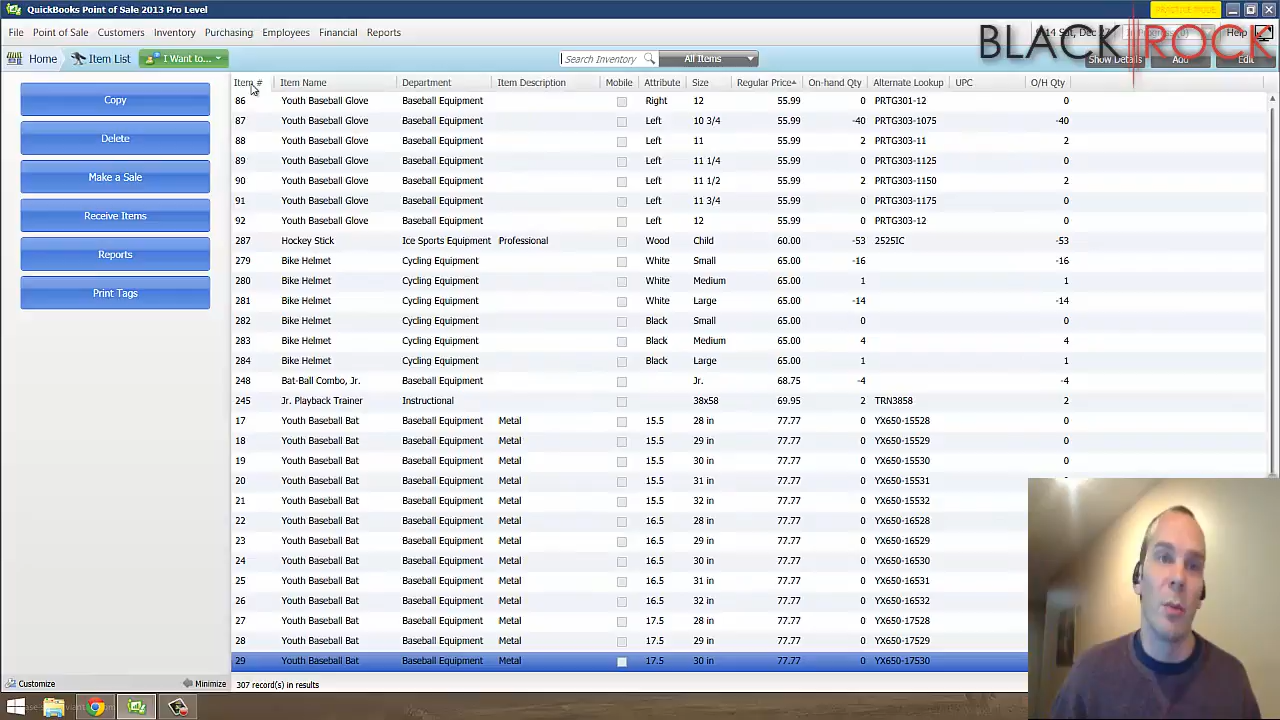 QuickBooks Point of Sale 2013 Pro Level
File Point of Sale Customers Inventory Vendors Purchasing Employees Financial Reports Help
BLACK ROCK
Home Item List I Want to... Search Inventory All Items Show Details Add Edit
Copy
Delete
Make a Sale
Receive Items
Reports
Print Tags
Item # Item Name Department Item Description Mobile Attribute Size Regular Price On-hand Qty Alternate Lookup UPC O/H Qty
86 Youth Baseball Glove Baseball Equipment Right 12 55.99 0 PRTG301-12 0
87 Youth Baseball Glove Baseball Equipment Left 10 3/4 55.99 -40 PRTG303-1075 -40
88 Youth Baseball Glove Baseball Equipment Left 11 55.99 2 PRTG303-11 2
89 Youth Baseball Glove Baseball Equipment Left 11 1/4 55.99 0 PRTG303-1125 0
90 Youth Baseball Glove Baseball Equipment Left 11 1/2 55.99 2 PRTG303-1150 2
91 Youth Baseball Glove Baseball Equipment Left 11 3/4 55.99 0 PRTG303-1175 0
92 Youth Baseball Glove Baseball Equipment Left 12 55.99 0 PRTG303-12 0
287 Hockey Stick Ice Sports Equipment Professional Wood Child 60.00 -53 2525IC -53
279 Bike Helmet Cycling Equipment White Small 65.00 -16 -16
280 Bike Helmet Cycling Equipment White Medium 65.00 1 1
281 Bike Helmet Cycling Equipment White Large 65.00 -14 -14
282 Bike Helmet Cycling Equipment Black Small 65.00 0 0
283 Bike Helmet Cycling Equipment Black Medium 65.00 4 4
284 Bike Helmet Cycling Equipment Black Large 65.00 1 1
248 Bat-Ball Combo, Jr. Baseball Equipment Jr. 68.75 -4 -4
245 Jr. Playback Trainer Instructional 38x58 69.95 2 TRN3858 2
17 Youth Baseball Bat Baseball Equipment Metal 15.5 28 in 77.77 0 YX650-15528 0
18 Youth Baseball Bat Baseball Equipment Metal 15.5 29 in 77.77 0 YX650-15529 0
19 Youth Baseball Bat Baseball Equipment Metal 15.5 30 in 77.77 0 YX650-15530 0
20 Youth Baseball Bat Baseball Equipment Metal 15.5 31 in 77.77 0 YX650-15531
21 Youth Baseball Bat Baseball Equipment Metal 15.5 32 in 77.77 0 YX650-15532
22 Youth Baseball Bat Baseball Equipment Metal 16.5 28 in 77.77 0 YX650-16528
23 Youth Baseball Bat Baseball Equipment Metal 16.5 29 in 77.77 0 YX650-16529
24 Youth Baseball Bat Baseball Equipment Metal 16.5 30 in 77.77 0 YX650-16530
25 Youth Baseball Bat Baseball Equipment Metal 16.5 31 in 77.77 0 YX650-16531
26 Youth Baseball Bat Baseball Equipment Metal 16.5 32 in 77.77 0 YX650-16532
27 Youth Baseball Bat Baseball Equipment Metal 17.5 28 in 77.77 0 YX650-17528
28 Youth Baseball Bat Baseball Equipment Metal 17.5 29 in 77.77 0 YX650-17529
29 Youth Baseball Bat Baseball Equipment Metal 17.5 30 in 77.77 0 YX650-17530
Customize Minimize 307 record(s) in results